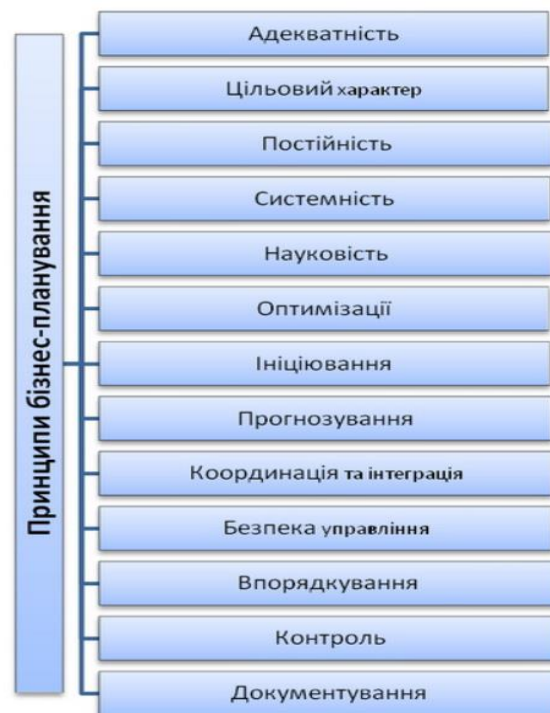 Принципи бізнес-планування
Адекватність
Цільовий характер
Постійність
Системність
Науковість
Оптимізації
Ініціювання
Прогнозування
Координація та інтеграція
Безпека управління
Впорядкування
Контроль
Документування